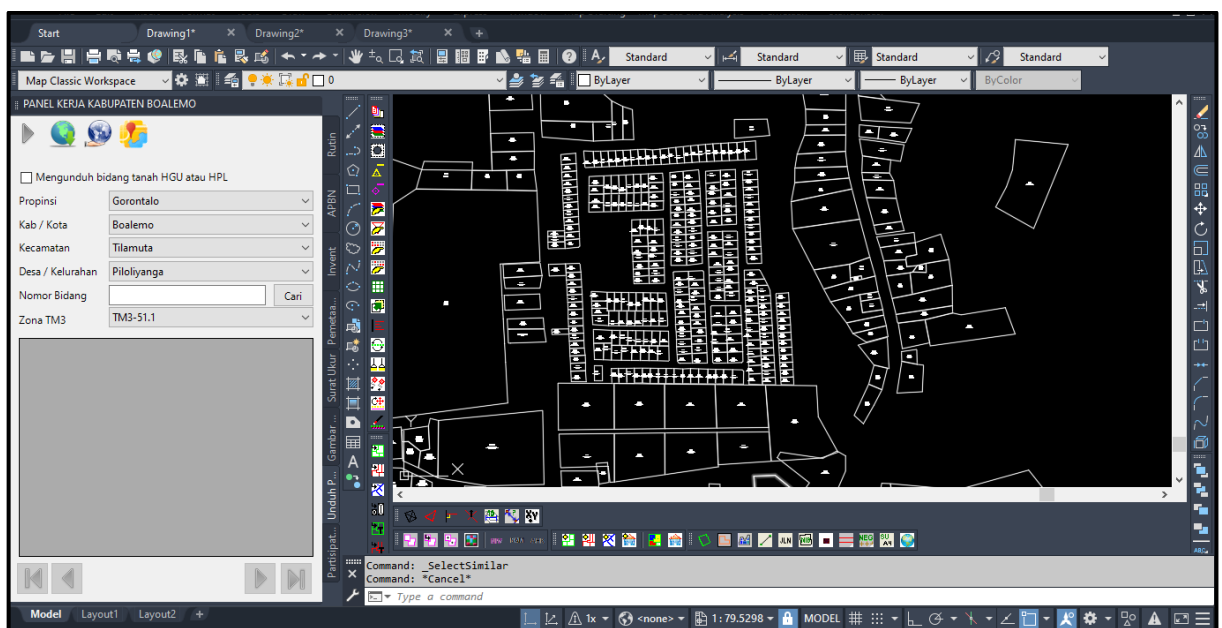 Start Drawing1* Drawing2* Drawing3*
Standard Standard Standard Standard
Map Classic Workspace 0 ByLayer ByLayer ByLayer ByColor
PANEL KERJA KABUPATEN BOALEMO
Mengunduh bidang tanah HGU atau HPL
Propinsi Gorontalo
Kab / Kota Boalemo
Kecamatan Tilamuta
Desa / Kelurahan Piloliyanga
Nomor Bidang Cari
Zona TM3 TM3-51.1
Rutin
APBN
Invent
Pemetaa...
Surat Ukur
Gambar ...
Unduh P...
Partisipat...
Command: _SelectSimilar
Command: *Cancel*
Type a command
Model Layout1 Layout2 +
1x <none> 1:79.5298 MODEL